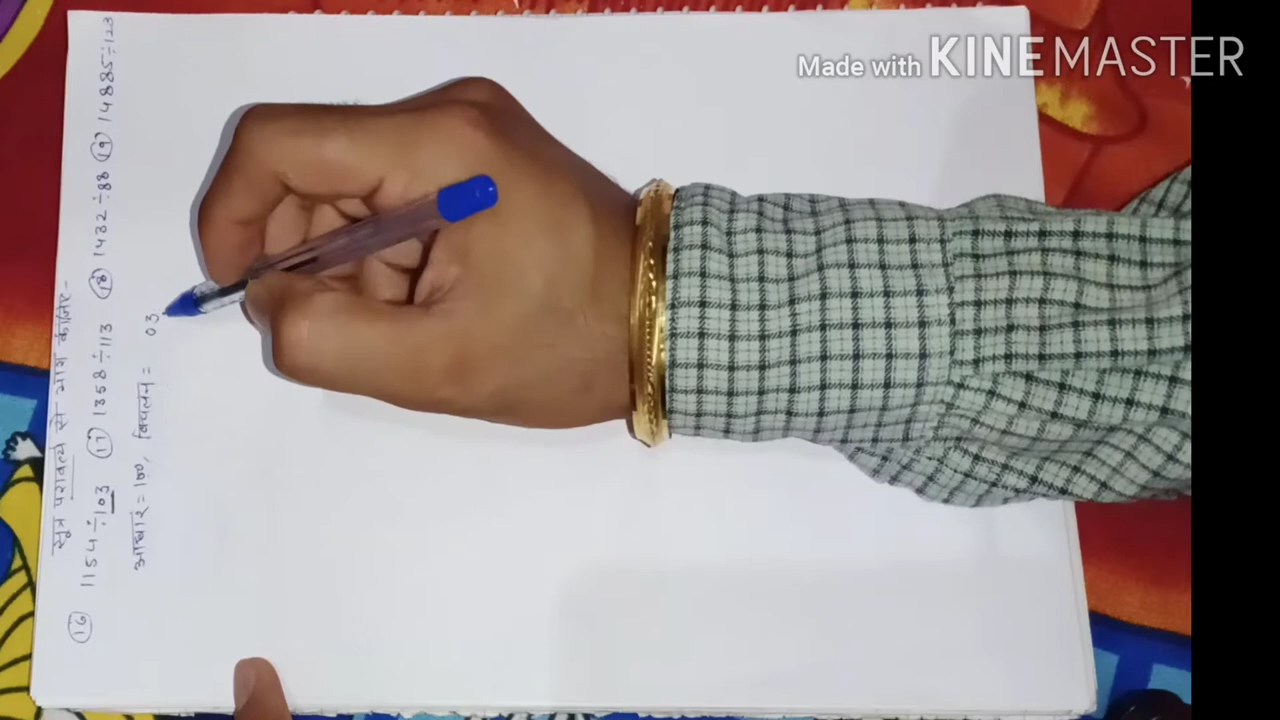 सूत्र परावर्त्य से भाग कीजिए-
(16) 1154÷103 (17) 1358÷113 (18) 1432÷88 (19) 14885÷123
आधार=100, विचलन= 03
Made with KINEMASTER